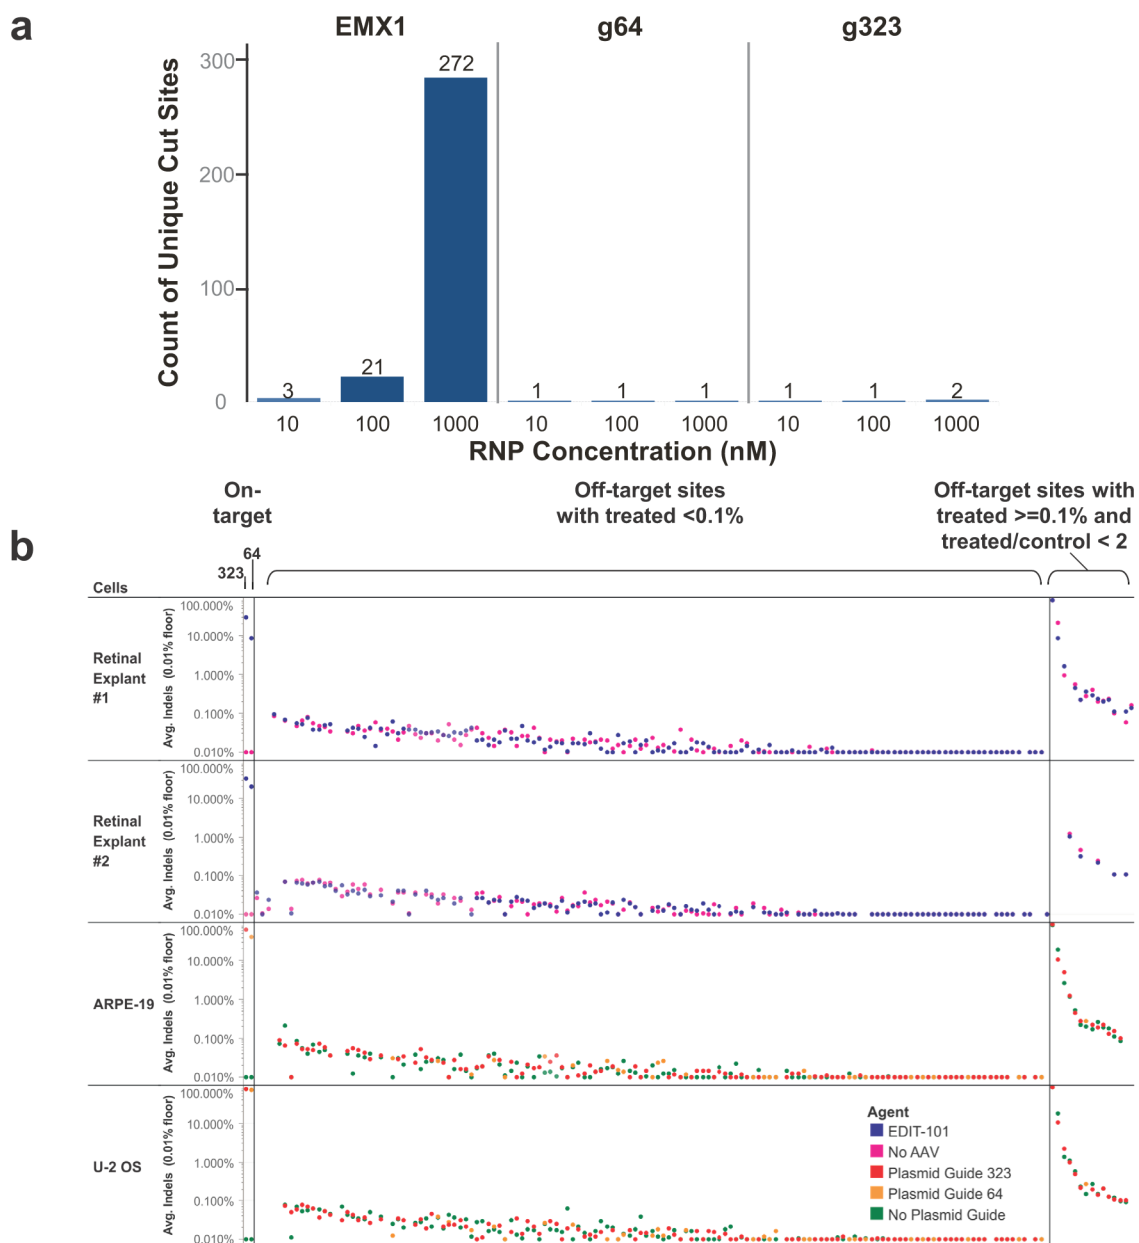 a
EMX1
g64
g323
Count of Unique Cut Sites
300
200
100
0
3
21
272
1
1
1
1
1
2
10
100
1000
10
100
1000
10
100
1000
RNP Concentration (nM)
b
On-
target
Off-target sites
with treated <0.1%
Off-target sites with
treated >=0.1% and
treated/control < 2
323
64
Cells
Retinal
Explant
#1
Avg. Indels (0.01% floor)
100.000%
10.000%
1.000%
0.100%
0.010%
Retinal
Explant
#2
Avg. Indels (0.01% floor)
100.000%
10.000%
1.000%
0.100%
0.010%
ARPE-19
Avg. Indels (0.01% floor)
100.000%
10.000%
1.000%
0.100%
0.010%
U-2 OS
Avg. Indels (0.01% floor)
100.000%
10.000%
1.000%
0.100%
0.010%
Agent
EDIT-101
No AAV
Plasmid Guide 323
Plasmid Guide 64
No Plasmid Guide